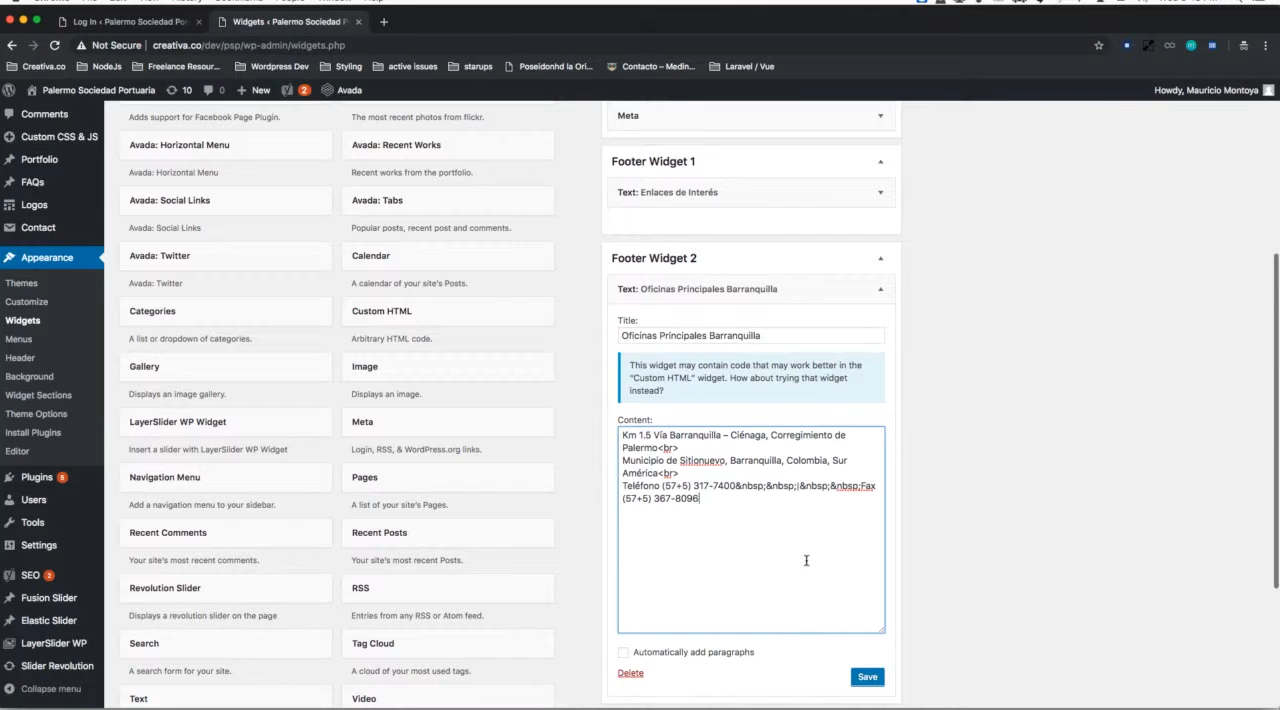 Log In ‹ Palermo Sociedad Por
Widgets ‹ Palermo Sociedad P
Not Secure | creativa.co/dev/psp/wp-admin/widgets.php
Creativa.co
NodeJs
Freelance Resour...
Wordpress Dev
Styling
active issues
starups
Poseidonhd la Ori...
Contacto – Medin...
Laravel / Vue
Palermo Sociedad Portuaria
10
0
New
2
Avada
Howdy, Mauricio Montoya
Comments
Custom CSS & JS
Portfolio
FAQs
Logos
Contact
Appearance
Themes
Customize
Widgets
Menus
Header
Background
Widget Sections
Theme Options
Install Plugins
Editor
Plugins 5
Users
Tools
Settings
SEO 2
Fusion Slider
Elastic Slider
LayerSlider WP
Slider Revolution
Collapse menu
Adds support for Facebook Page Plugin.
The most recent photos from flickr.
Avada: Horizontal Menu
Avada: Recent Works
Avada: Horizontal Menu
Recent works from the portfolio.
Avada: Social Links
Avada: Tabs
Avada: Social Links
Popular posts, recent post and comments.
Avada: Twitter
Calendar
Avada: Twitter
A calendar of your site's Posts.
Categories
Custom HTML
A list or dropdown of categories.
Arbitrary HTML code.
Gallery
Image
Displays an image gallery.
Displays an image.
LayerSlider WP Widget
Meta
Insert a slider with LayerSlider WP Widget
Login, RSS, & WordPress.org links.
Navigation Menu
Pages
Add a navigation menu to your sidebar.
A list of your site's Pages.
Recent Comments
Recent Posts
Your site's most recent comments.
Your site's most recent Posts.
Revolution Slider
RSS
Displays a revolution slider on the page
Entries from any RSS or Atom feed.
Search
Tag Cloud
A search form for your site.
A cloud of your most used tags.
Text
Video
Meta
Footer Widget 1
Text: Enlaces de Interés
Footer Widget 2
Text: Oficinas Principales Barranquilla
Title:
Oficinas Principales Barranquilla
This widget may contain code that may work better in the
"Custom HTML" widget. How about trying that widget
instead?
Content:
Km 1.5 Vía Barranquilla – Ciénaga, Corregimiento de
Palermo<br>
Municipio de Sitionuevo, Barranquilla, Colombia, Sur
América<br>
Teléfono (57+5) 317-7400&nbsp;&nbsp;|&nbsp;&nbsp;Fax
(57+5) 367-8096
Automatically add paragraphs
Delete
Save